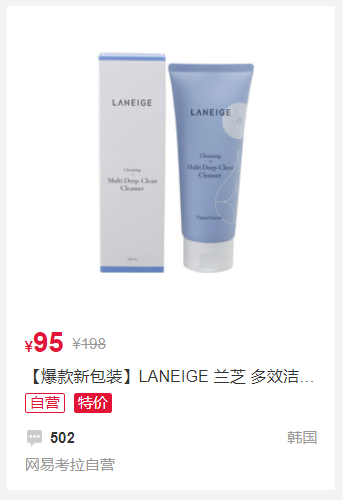 LANEIGE
Cleansing
Multi Deep-Clean
Cleanser
LANEIGE
Cleansing
Multi Deep-Clean
Cleanser
¥95 ¥198
【爆款新包装】LANEIGE 兰芝 多效洁...
自营 特价
502 韩国
网易考拉自营